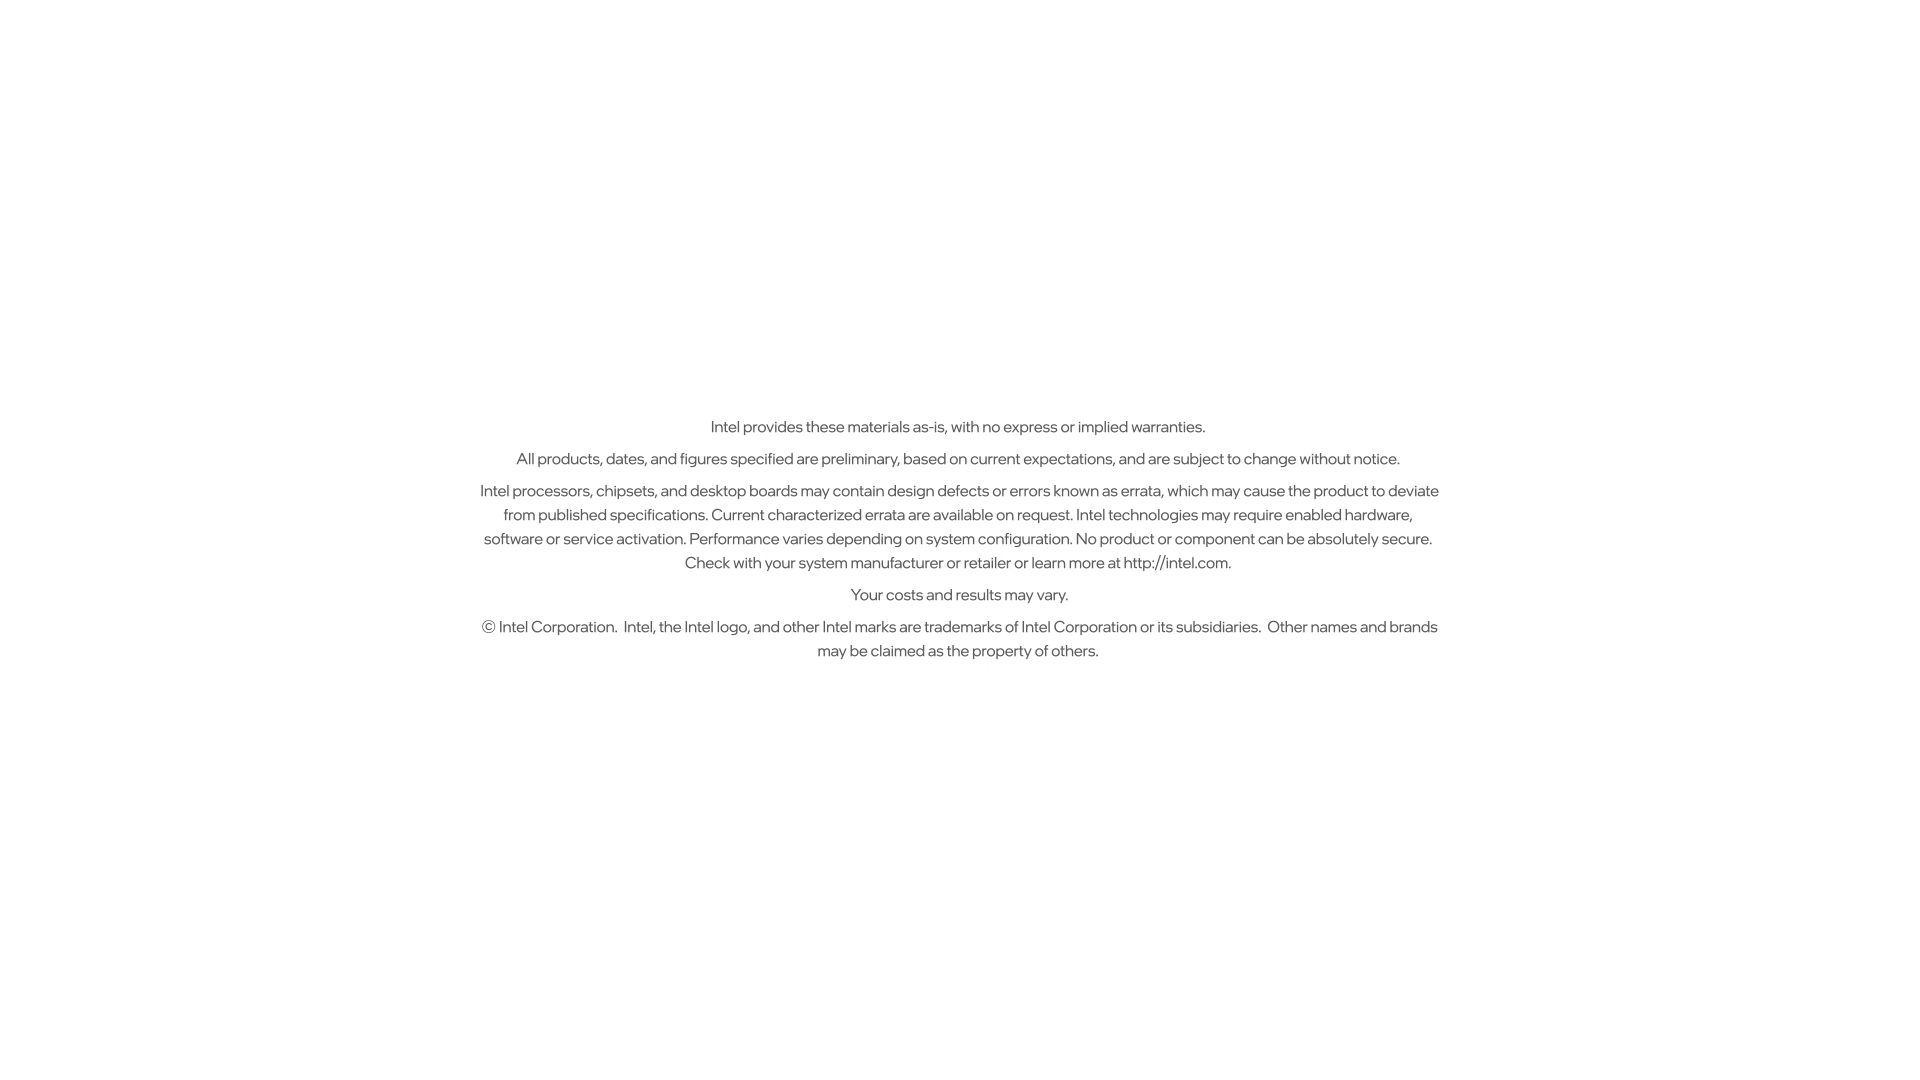 Intel provides these materials as-is, with no express or implied warranties.
All products, dates, and figures specified are preliminary, based on current expectations, and are subject to change without notice.
Intel processors, chipsets, and desktop boards may contain design defects or errors known as errata, which may cause the product to deviate
from published specifications. Current characterized errata are available on request. Intel technologies may require enabled hardware,
software or service activation. Performance varies depending on system configuration. No product or component can be absolutely secure.
Check with your system manufacturer or retailer or learn more at http://intel.com.
Your costs and results may vary.
© Intel Corporation.  Intel, the Intel logo, and other Intel marks are trademarks of Intel Corporation or its subsidiaries.  Other names and brands
may be claimed as the property of others.